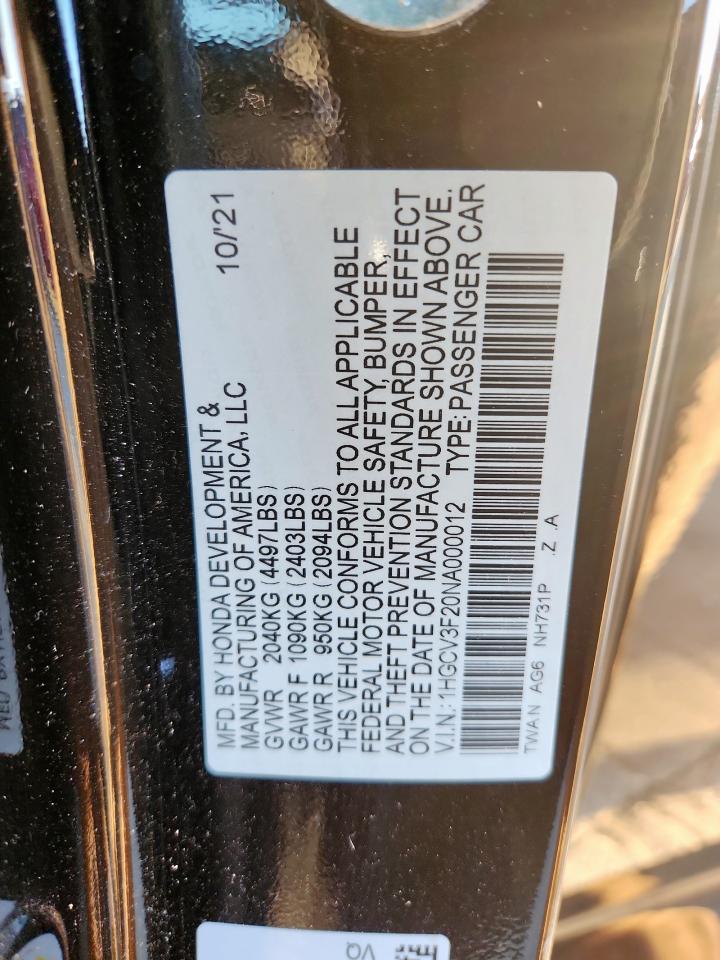 MFD. BY HONDA DEVELOPMENT & 10/'21
MANUFACTURING OF AMERICA, LLC
GVWR 2040KG (4497LBS)
GAWR F 1090KG (2403LBS)
GAWR R 950KG (2094LBS)
THIS VEHICLE CONFORMS TO ALL APPLICABLE
FEDERAL MOTOR VEHICLE SAFETY, BUMPER,
AND THEFT PREVENTION STANDARDS IN EFFECT
ON THE DATE OF MANUFACTURE SHOWN ABOVE.
V.I.N.: 1HGCV3F20NA000012 TYPE: PASSENGER CAR
TWAN AG6 NH731P .Z .A
VQ